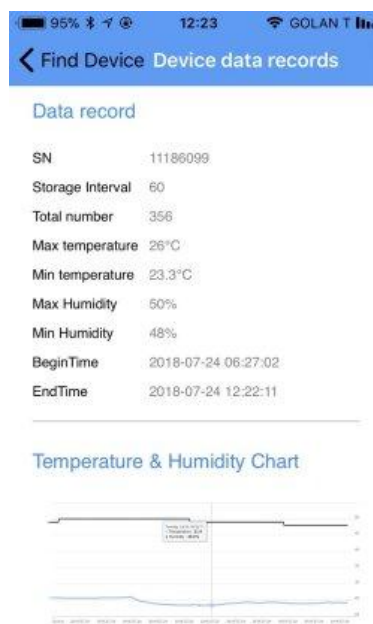 95% 12:23 GOLAN T
Find Device Device data records
Data record
SN 11186099
Storage Interval 60
Total number 356
Max temperature 26°C
Min temperature 23.3°C
Max Humidity 50%
Min Humidity 48%
BeginTime 2018-07-24 06:27:02
EndTime 2018-07-24 12:22:11
Temperature & Humidity Chart